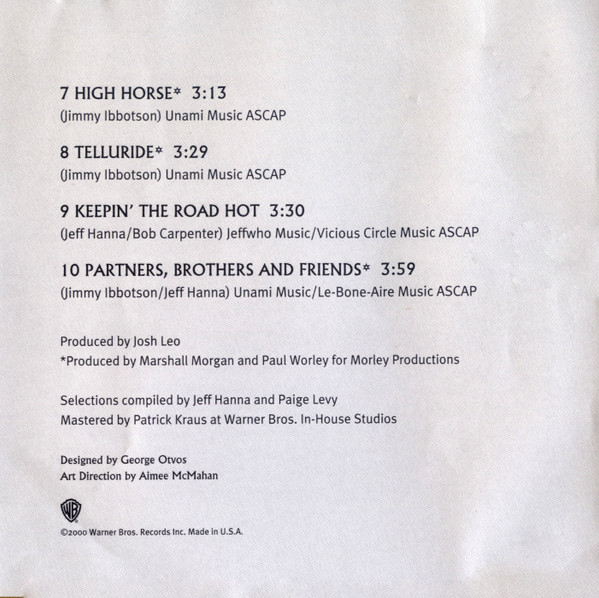 7 HIGH HORSE* 3:13
(Jimmy Ibbotson) Unami Music ASCAP
8 TELLURIDE* 3:29
(Jimmy Ibbotson) Unami Music ASCAP
9 KEEPIN' THE ROAD HOT 3:30
(Jeff Hanna/Bob Carpenter) Jeffwho Music/Vicious Circle Music ASCAP
10 PARTNERS, BROTHERS AND FRIENDS* 3:59
(Jimmy Ibbotson/Jeff Hanna) Unami Music/Le-Bone-Aire Music ASCAP
Produced by Josh Leo
*Produced by Marshall Morgan and Paul Worley for Morley Productions
Selections compiled by Jeff Hanna and Paige Levy
Mastered by Patrick Kraus at Warner Bros. In-House Studios
Designed by George Otvos
Art Direction by Aimee McMahan
WB
©2000 Warner Bros. Records Inc. Made in U.S.A.